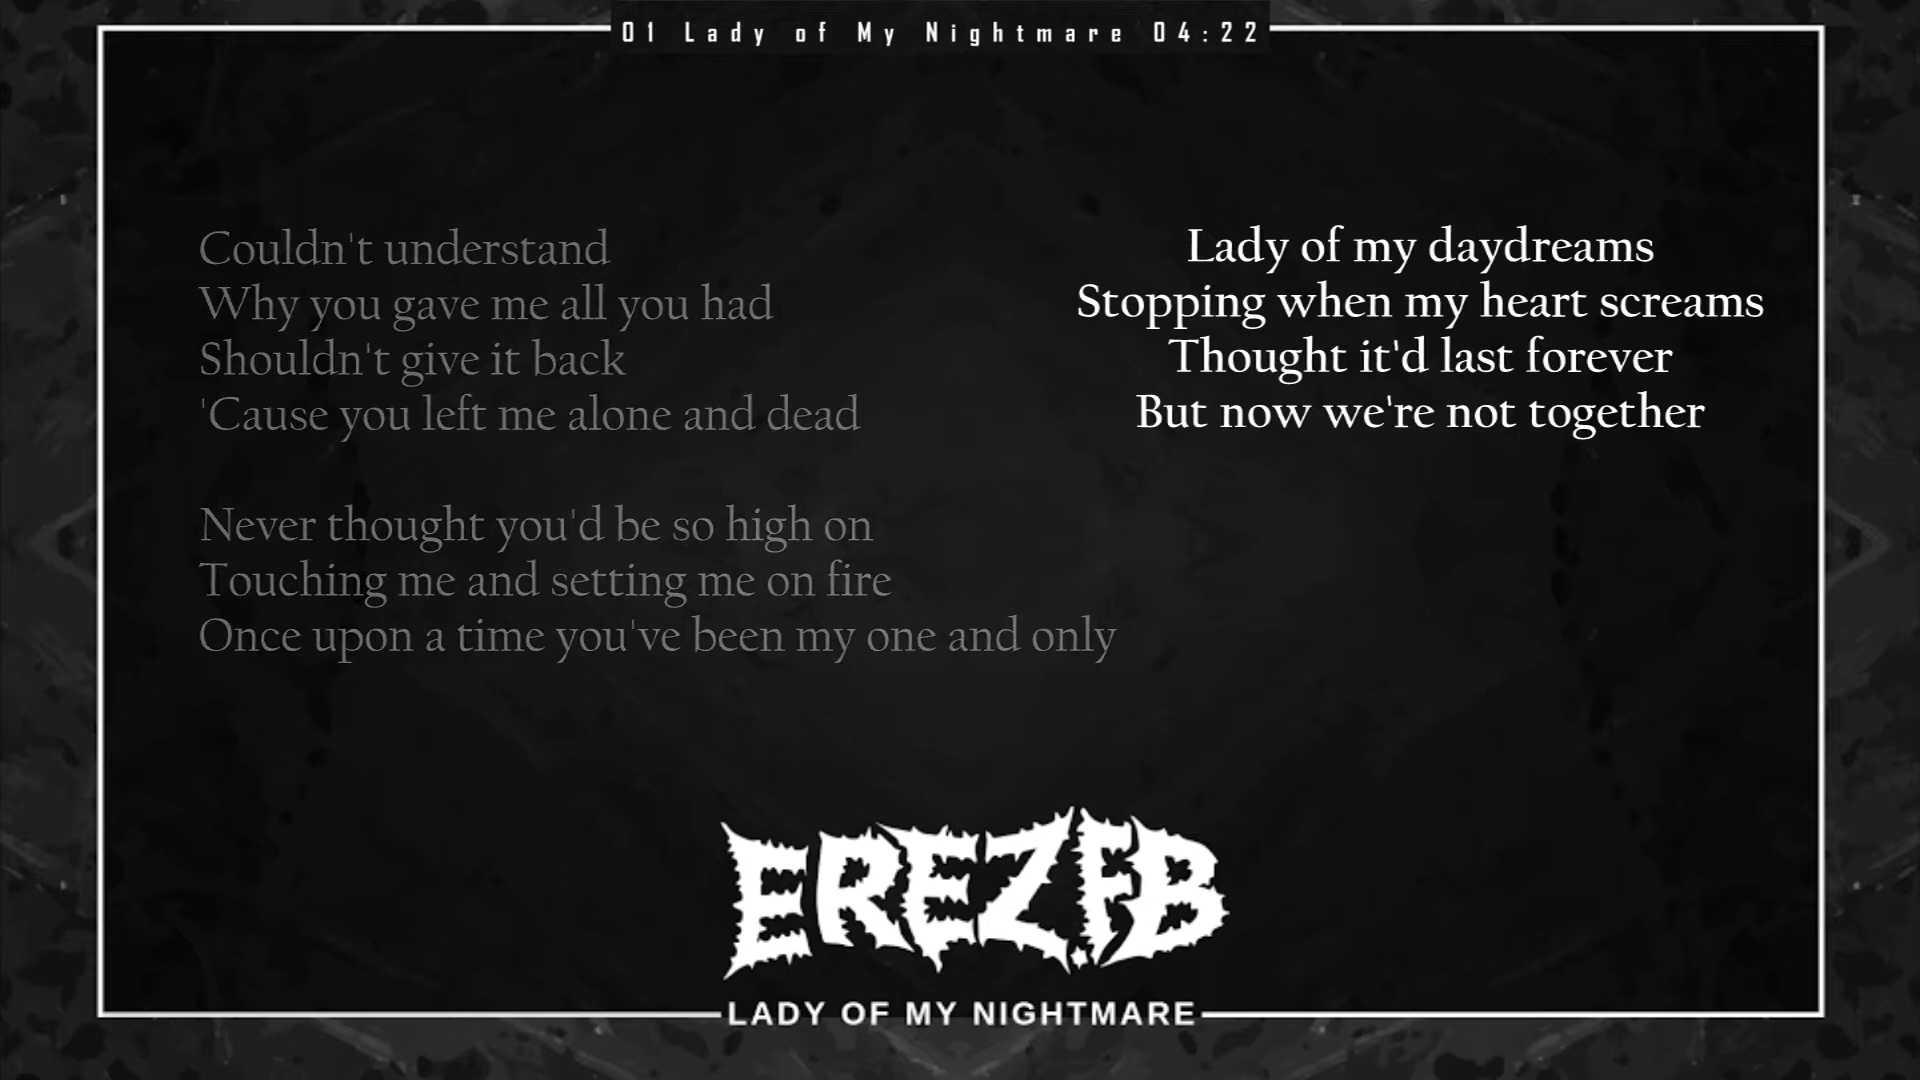 01 Lady of My Nightmare 04:22
Couldn't understand
Why you gave me all you had
Shouldn't give it back
'Cause you left me alone and dead
Never thought you'd be so high on
Touching me and setting me on fire
Once upon a time you've been my one and only
Lady of my daydreams
Stopping when my heart screams
Thought it'd last forever
But now we're not together
EREZ.FB
LADY OF MY NIGHTMARE